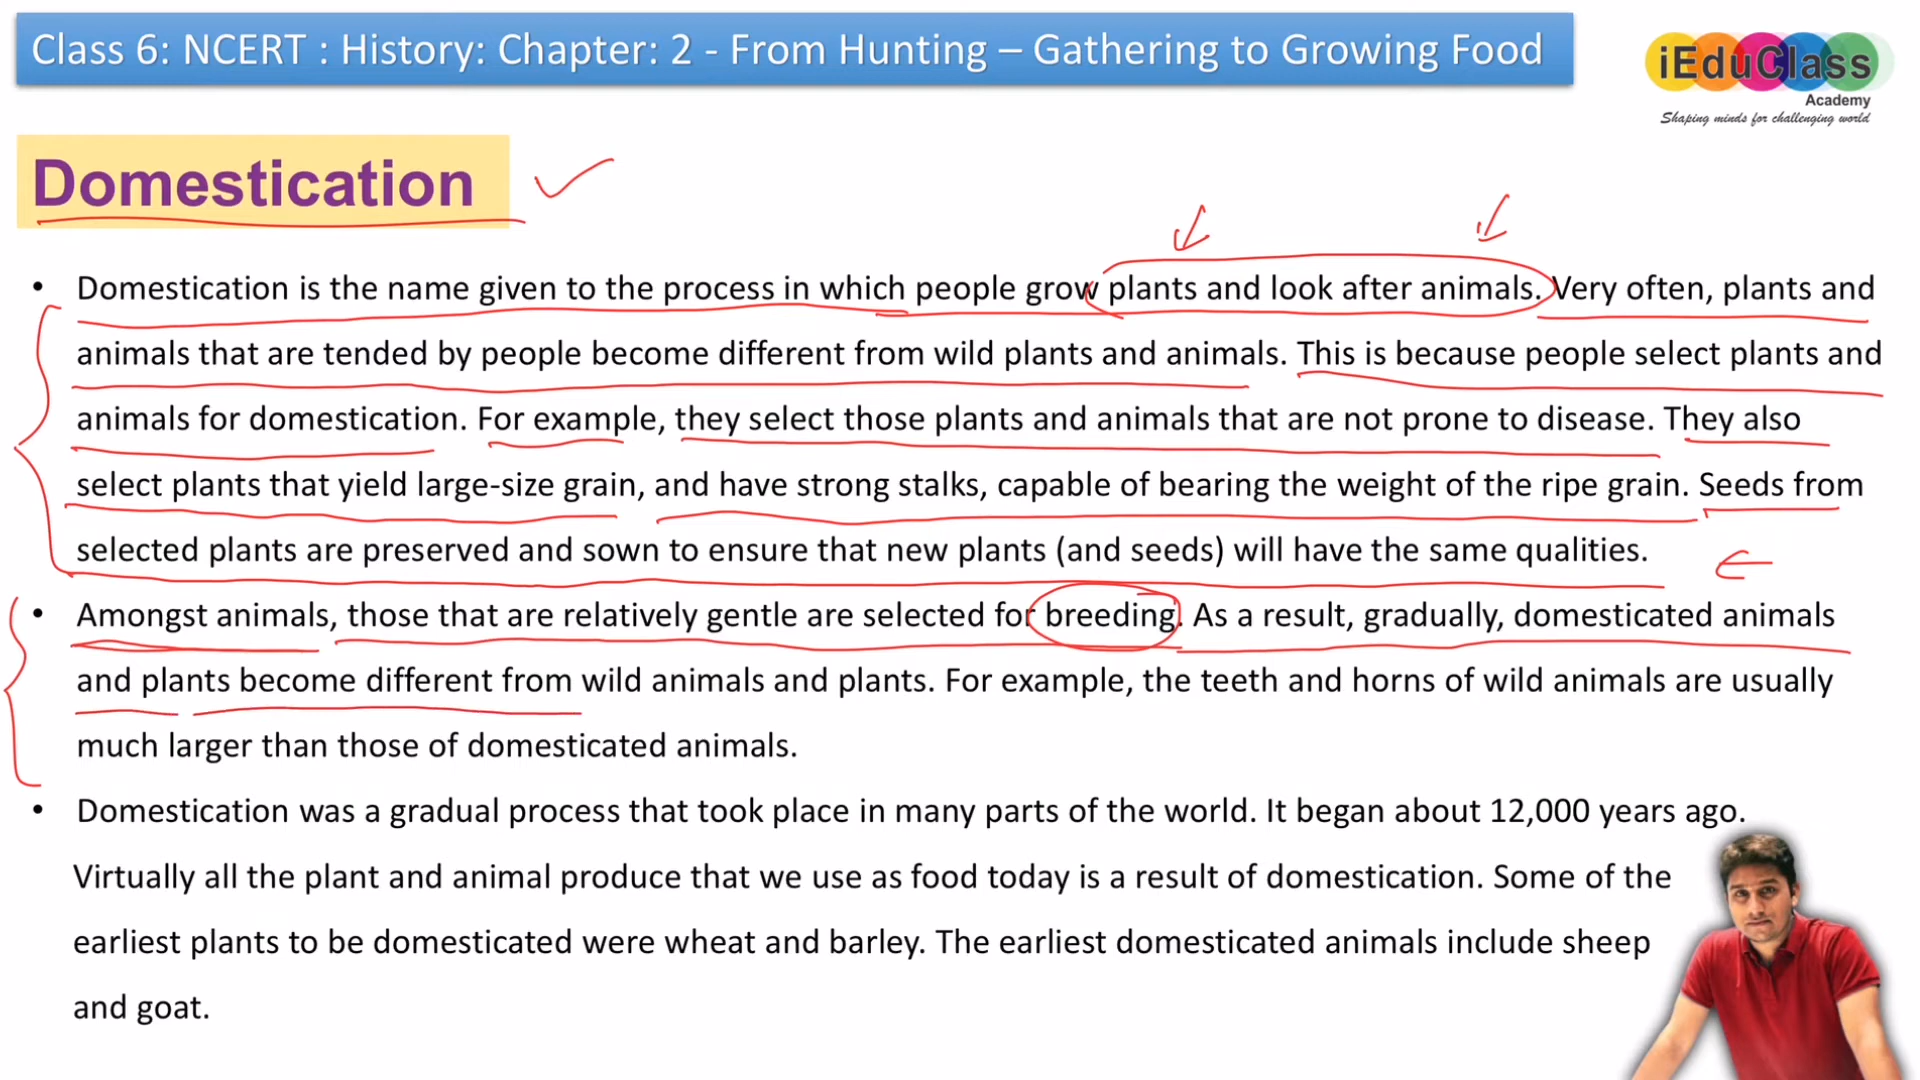 Class 6: NCERT : History: Chapter: 2 - From Hunting – Gathering to Growing Food
iEduClass
Academy
Shaping minds for challenging world
Domestication
• Domestication is the name given to the process in which people grow plants and look after animals. Very often, plants and
animals that are tended by people become different from wild plants and animals. This is because people select plants and
animals for domestication. For example, they select those plants and animals that are not prone to disease. They also
select plants that yield large-size grain, and have strong stalks, capable of bearing the weight of the ripe grain. Seeds from
selected plants are preserved and sown to ensure that new plants (and seeds) will have the same qualities.
• Amongst animals, those that are relatively gentle are selected for breeding. As a result, gradually, domesticated animals
and plants become different from wild animals and plants. For example, the teeth and horns of wild animals are usually
much larger than those of domesticated animals.
• Domestication was a gradual process that took place in many parts of the world. It began about 12,000 years ago.
Virtually all the plant and animal produce that we use as food today is a result of domestication. Some of the
earliest plants to be domesticated were wheat and barley. The earliest domesticated animals include sheep
and goat.